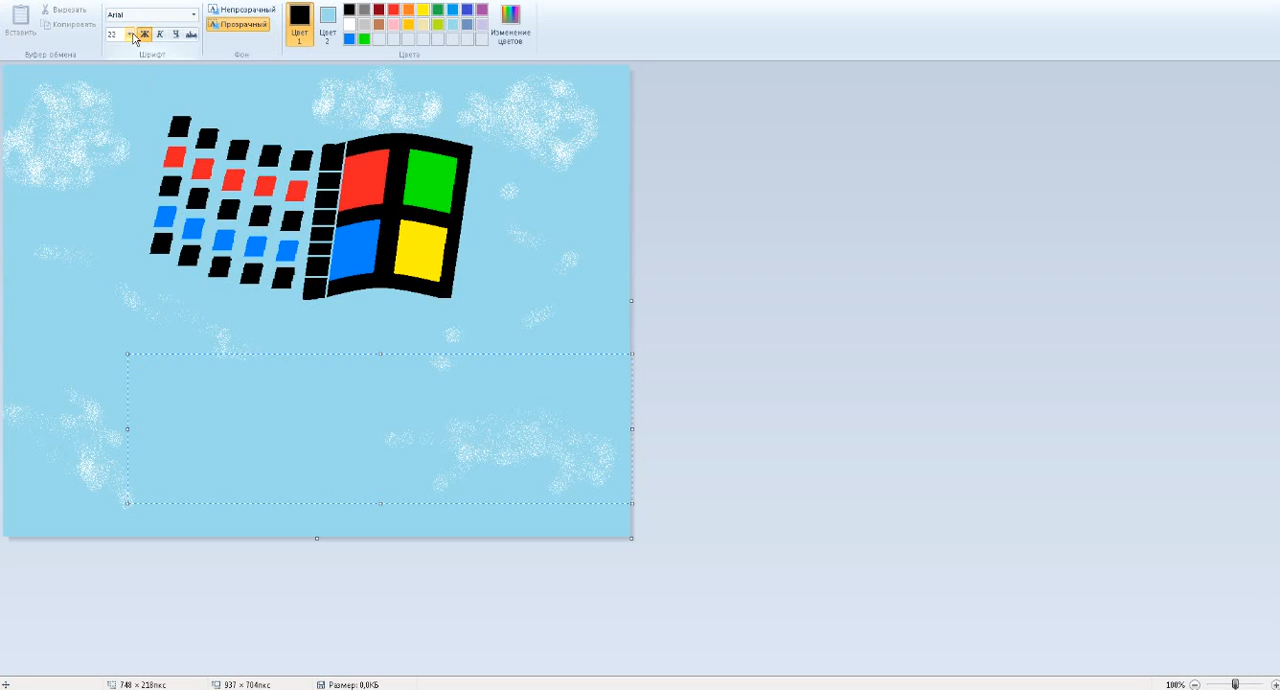 Вставить
Вырезать
Копировать
Буфер обмена
Arial
22
Ж К Ч abc
Шрифт
Непрозрачный
Прозрачный
Фон
Цвет
1
Цвет
2
Изменение
цветов
Цвета
748 × 218пкс
937 × 704пкс
Размер: 0,0КБ
100%